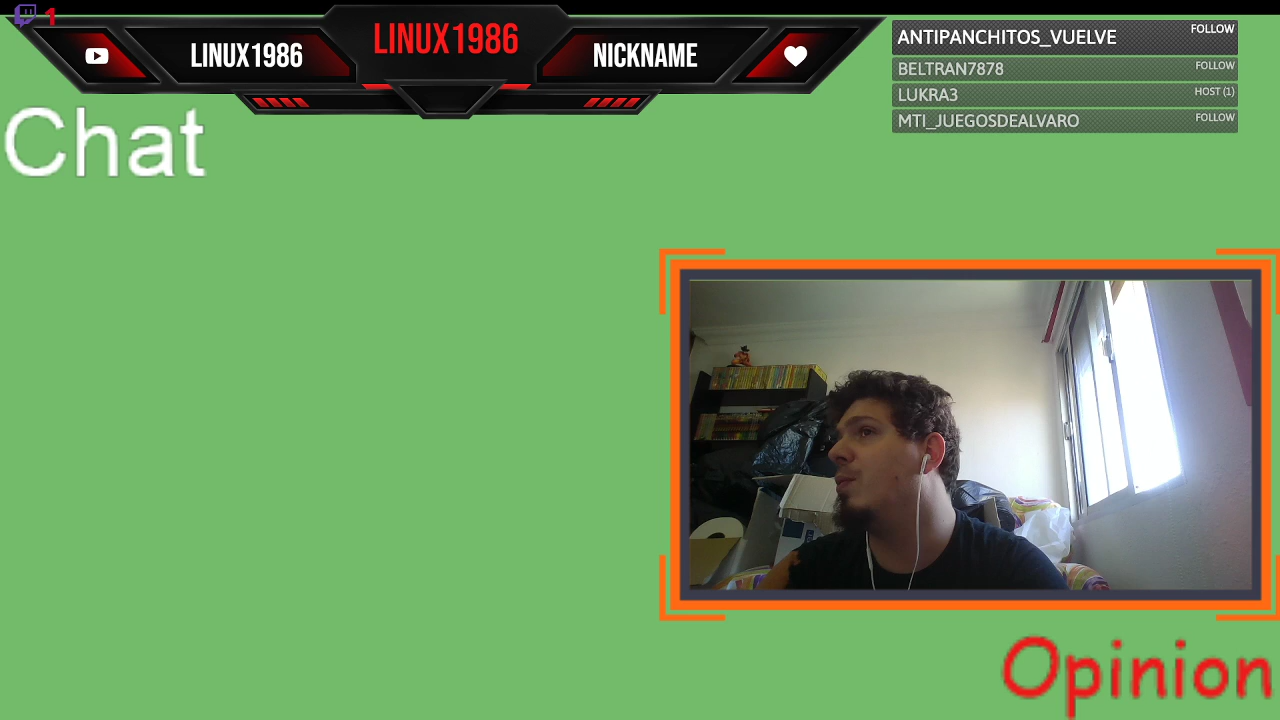 1
LINUX1986
LINUX1986
NICKNAME
ANTIPANCHITOS_VUELVE FOLLOW
BELTRAN7878 FOLLOW
LUKRA3 HOST (1)
MTI_JUEGOSDEALVARO FOLLOW
Chat
Opinion